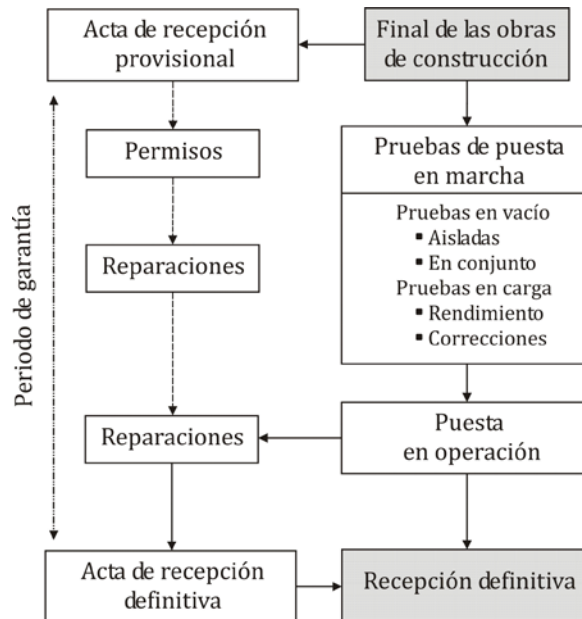 Acta de recepción
provisional
Final de las obras
de construcción
Permisos
Pruebas de puesta
en marcha
Pruebas en vacío
▪ Aisladas
▪ En conjunto
Pruebas en carga
▪ Rendimiento
▪ Correcciones
Reparaciones
Periodo de garantía
Reparaciones
Puesta
en operación
Acta de recepción
definitiva
Recepción definitiva